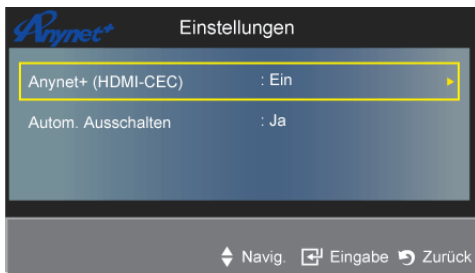 Anynet+ Einstellungen
Anynet+ (HDMI-CEC) : Ein
Autom. Ausschalten : Ja
Navig. Eingabe Zurück